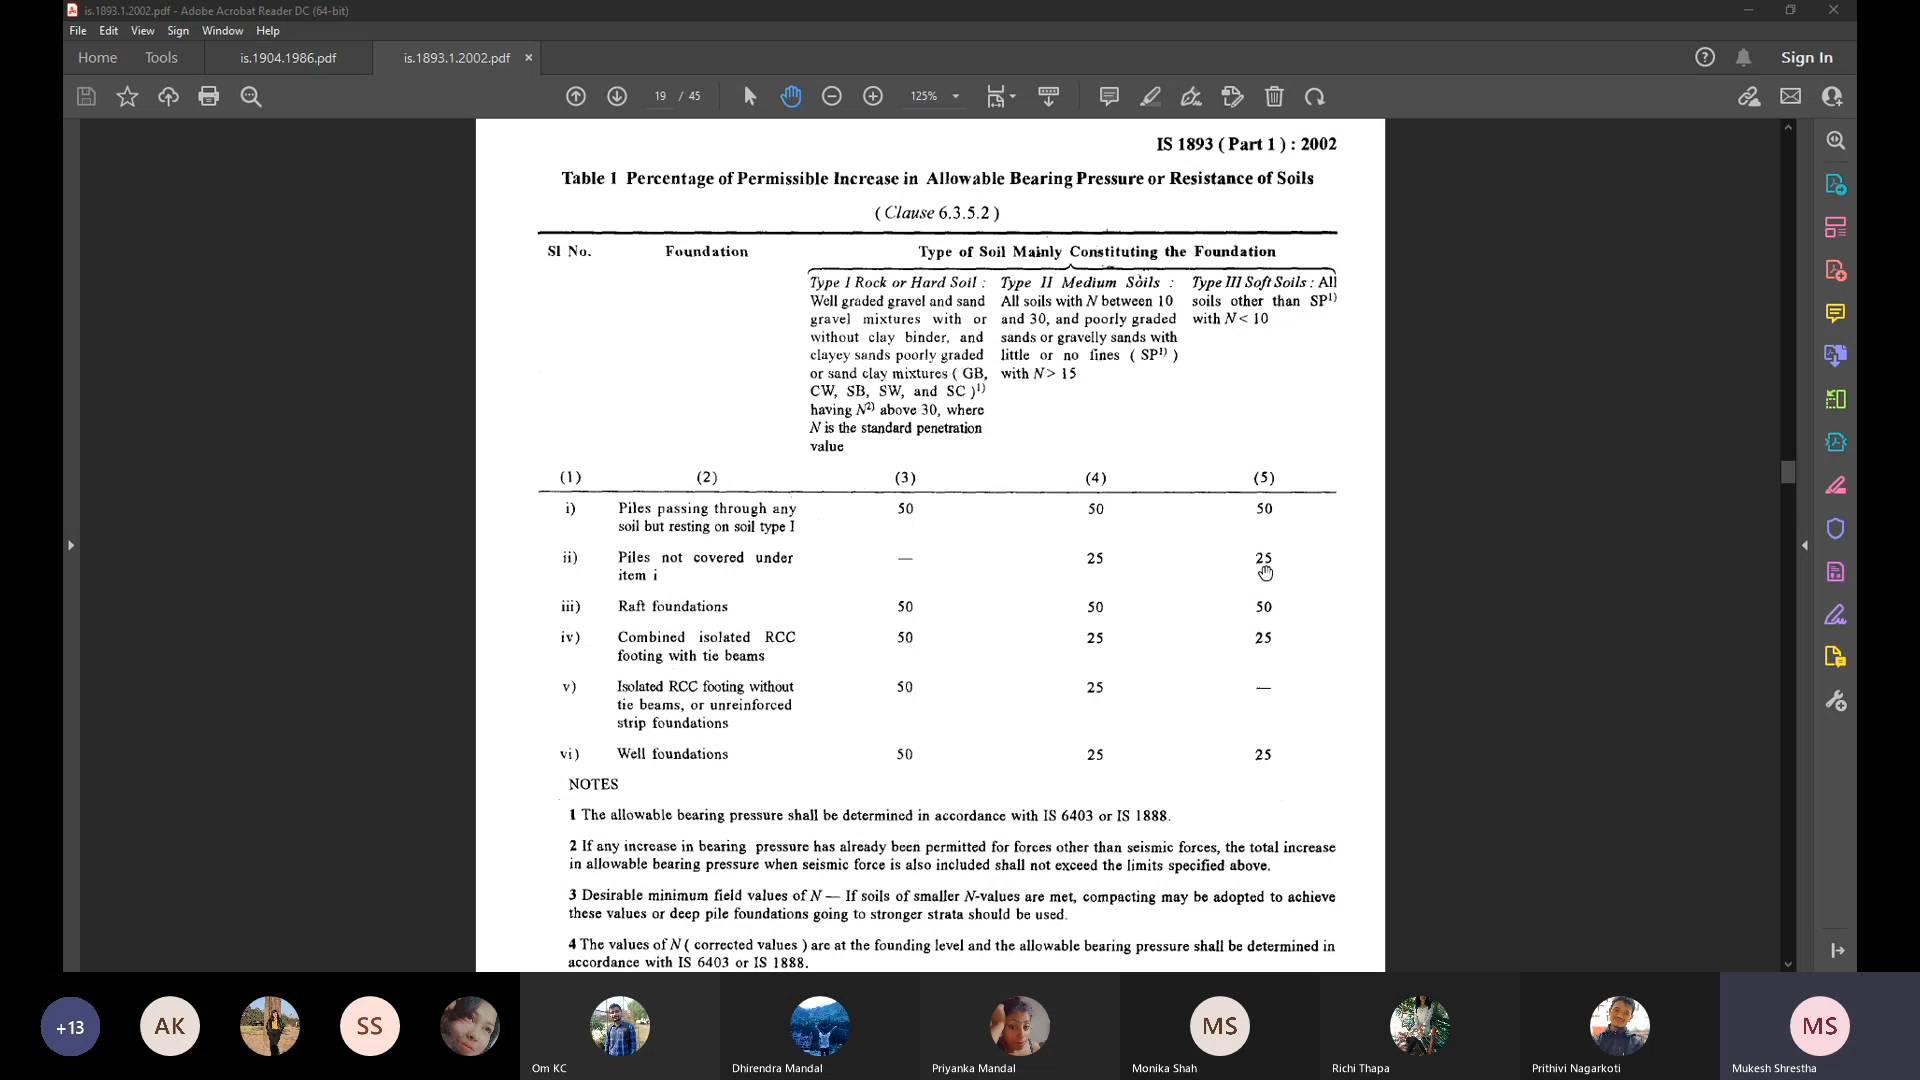 is.1893.1.2002.pdf - Adobe Acrobat Reader DC (64-bit)
File Edit View Sign Window Help
Home Tools is.1904.1986.pdf is.1893.1.2002.pdf × Sign In
19 / 45 125%
IS 1893 ( Part 1 ) : 2002
Table 1 Percentage of Permissible Increase in Allowable Bearing Pressure or Resistance of Soils
( Clause 6.3.5.2 )
Sl No. Foundation Type of Soil Mainly Constituting the Foundation
Type I Rock or Hard Soil :
Well graded gravel and sand
gravel mixtures with or
without clay binder, and
clayey sands poorly graded
or sand clay mixtures ( GB,
CW, SB, SW, and SC )1)
having N2) above 30, where
N is the standard penetration
value
Type II Medium Soils :
All soils with N between 10
and 30, and poorly graded
sands or gravelly sands with
little or no fines ( SP1) )
with N > 15
Type III Soft Soils : All
soils other than SP1)
with N < 10
(1) (2) (3) (4) (5)
i) Piles passing through any 50 50 50
soil but resting on soil type I
ii) Piles not covered under — 25 25
item i
iii) Raft foundations 50 50 50
iv) Combined isolated RCC 50 25 25
footing with tie beams
v) Isolated RCC footing without 50 25 —
tie beams, or unreinforced
strip foundations
vi) Well foundations 50 25 25
NOTES
1 The allowable bearing pressure shall be determined in accordance with IS 6403 or IS 1888.
2 If any increase in bearing pressure has already been permitted for forces other than seismic forces, the total increase
in allowable bearing pressure when seismic force is also included shall not exceed the limits specified above.
3 Desirable minimum field values of N — If soils of smaller N-values are met, compacting may be adopted to achieve
these values or deep pile foundations going to stronger strata should be used.
4 The values of N ( corrected values ) are at the founding level and the allowable bearing pressure shall be determined in
accordance with IS 6403 or IS 1888.
+13 AK SS MS MS
Om KC Dhirendra Mandal Priyanka Mandal Monika Shah Richi Thapa Prithivi Nagarkoti Mukesh Shrestha